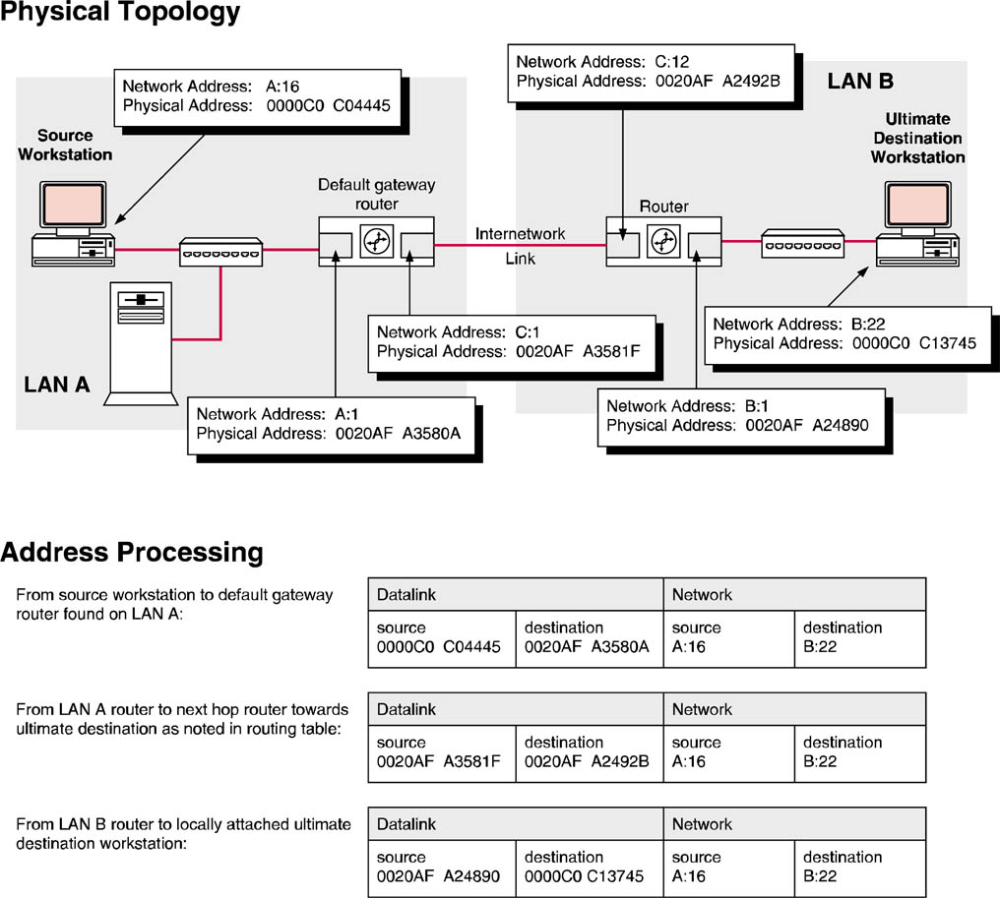 Physical Topology
Network Address: A:16
Physical Address: 0000C0 C04445
Network Address: C:12
Physical Address: 0020AF A2492B
LAN B
Source
Workstation
Ultimate
Destination
Workstation
Default gateway
router
Router
Internetwork
Link
Network Address: C:1
Physical Address: 0020AF A3581F
Network Address: B:22
Physical Address: 0000C0 C13745
LAN A
Network Address: A:1
Physical Address: 0020AF A3580A
Network Address: B:1
Physical Address: 0020AF A24890
Address Processing
From source workstation to default gateway
router found on LAN A:
Datalink Network
source destination source destination
0000C0 C04445 0020AF A3580A A:16 B:22
From LAN A router to next hop router towards
ultimate destination as noted in routing table:
Datalink Network
source destination source destination
0020AF A3581F 0020AF A2492B A:16 B:22
From LAN B router to locally attached ultimate
destination workstation:
Datalink Network
source destination source destination
0020AF A24890 0000C0 C13745 A:16 B:22